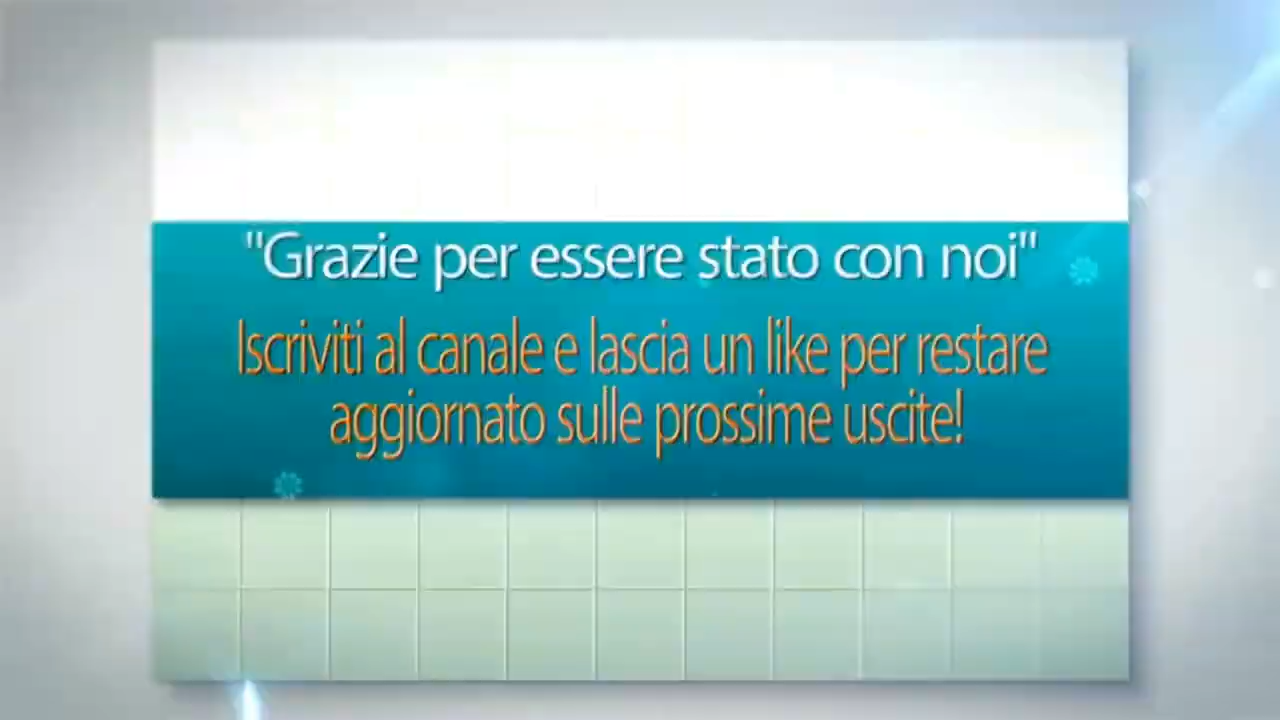 "Grazie per essere stato con noi"
Iscriviti al canale e lascia un like per restare
aggiornato sulle prossime uscite!